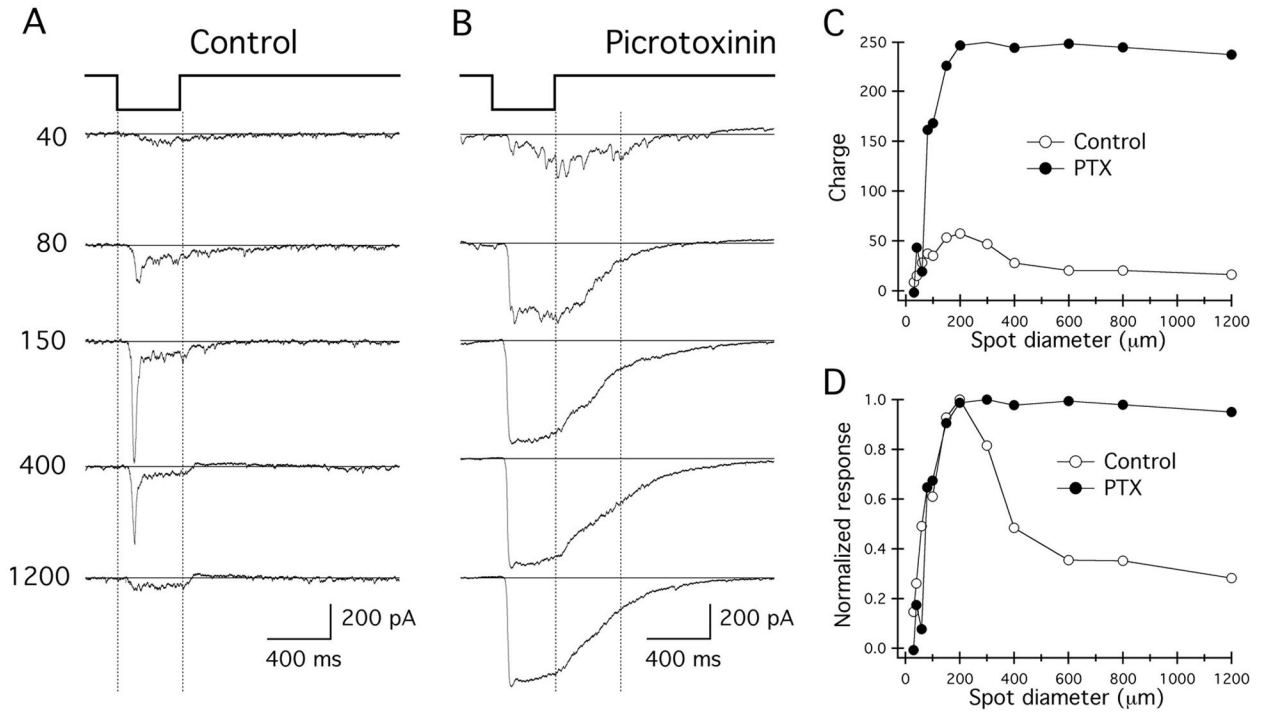 A
Control
40
80
150
400
1200
200 pA
400 ms
B
Picrotoxinin
200 pA
400 ms
C
Charge
250
200
150
100
50
0
Control
PTX
0 200 400 600 800 1000 1200
Spot diameter (μm)
D
Normalized response
1.0
0.8
0.6
0.4
0.2
0.0
Control
PTX
0 200 400 600 800 1000 1200
Spot diameter (μm)